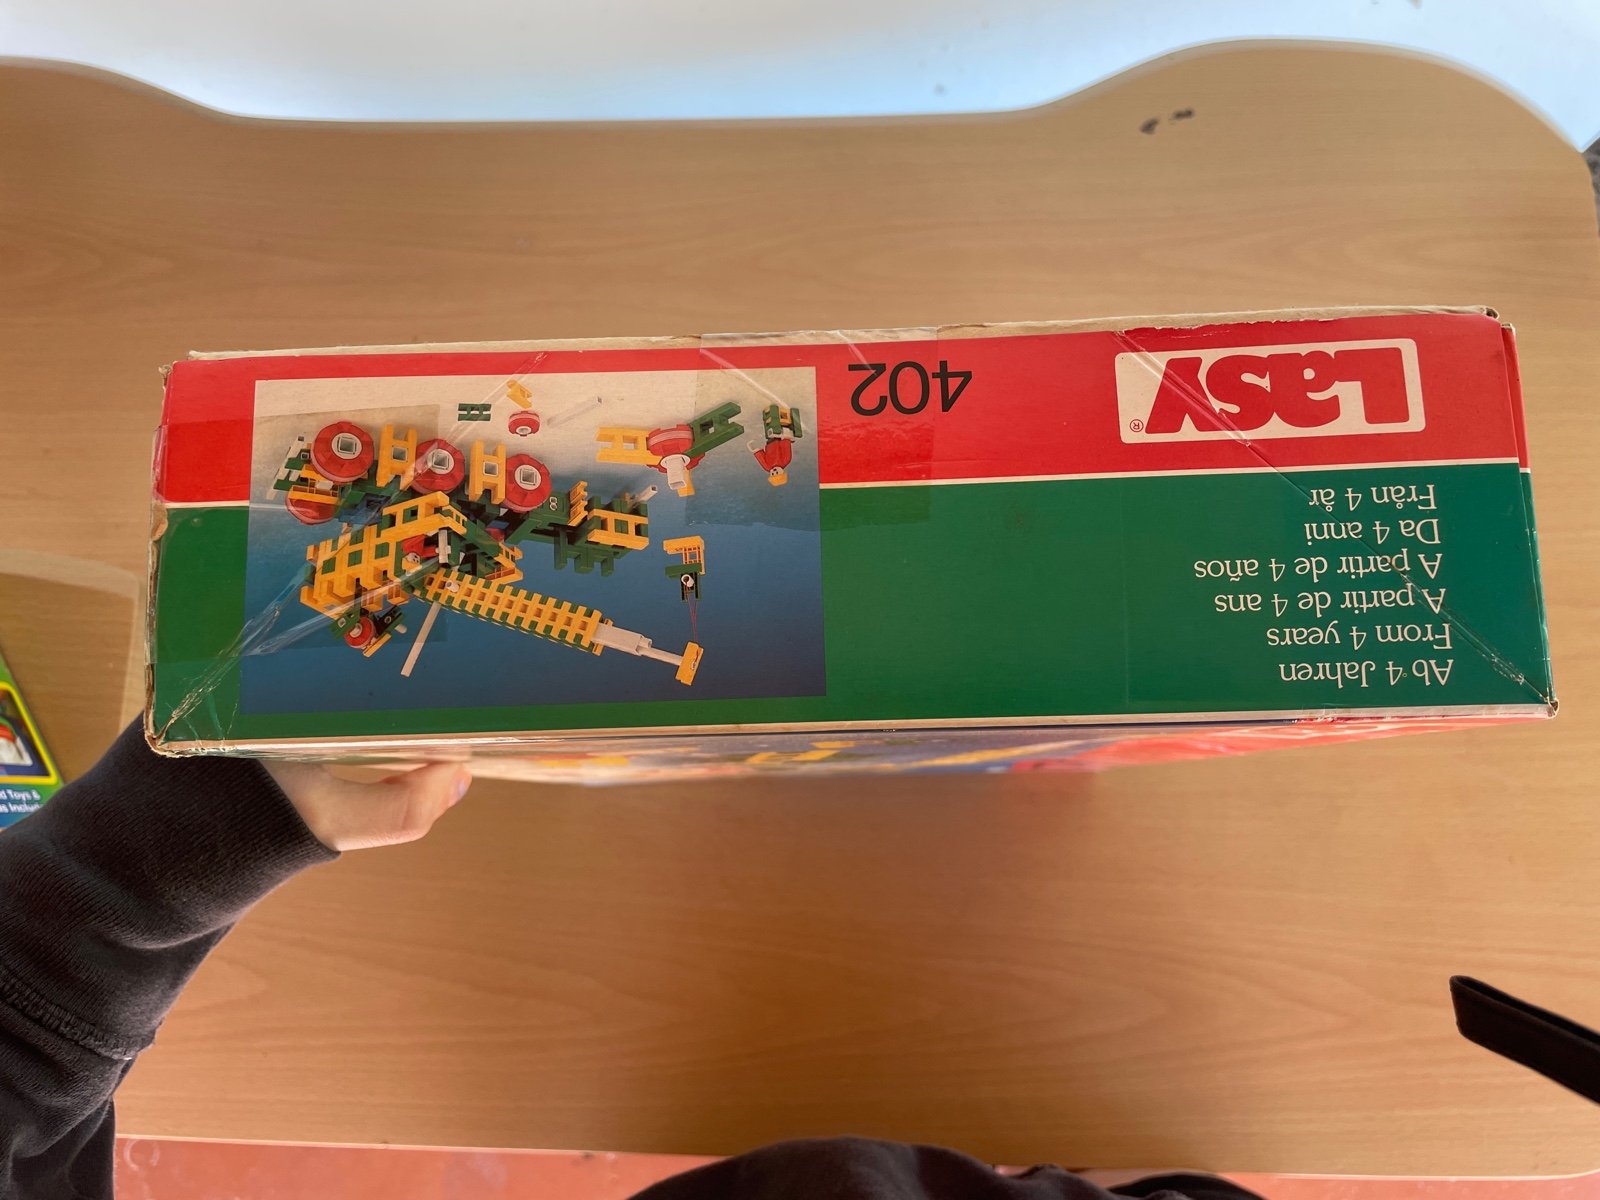 LaSY®
402
Ab 4 Jahren
From 4 years
A partir de 4 ans
A partir de 4 años
Da 4 anni
Från 4 år
d Toys &